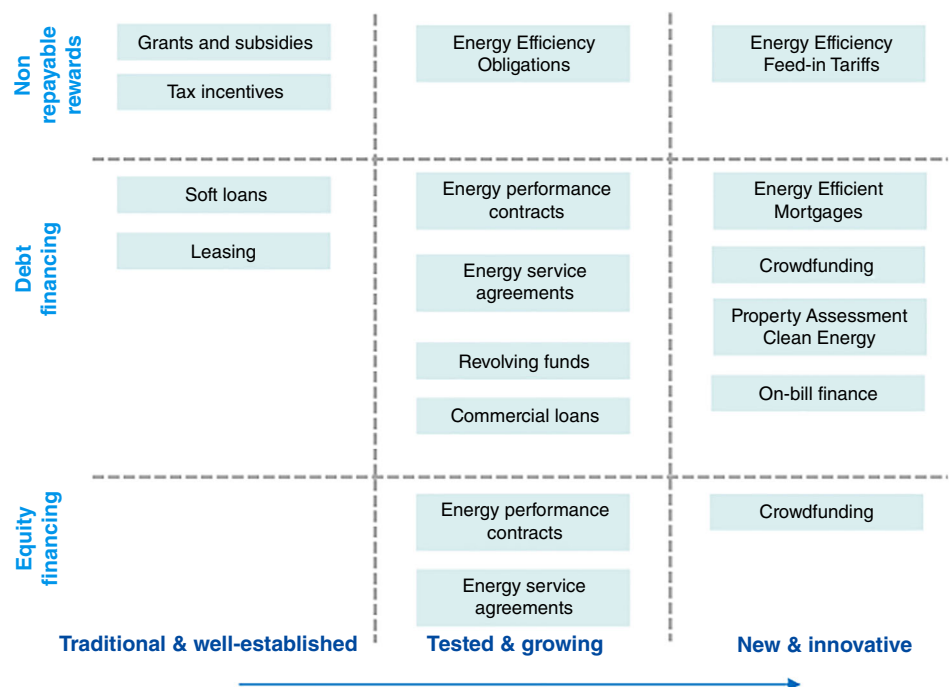 Non
repayable
rewards
Grants and subsidies
Tax incentives
Energy Efficiency
Obligations
Energy Efficiency
Feed-in Tariffs
Debt
financing
Soft loans
Leasing
Energy performance
contracts
Energy service
agreements
Revolving funds
Commercial loans
Energy Efficient
Mortgages
Crowdfunding
Property Assessment
Clean Energy
On-bill finance
Equity
financing
Energy performance
contracts
Energy service
agreements
Crowdfunding
Traditional & well-established
Tested & growing
New & innovative